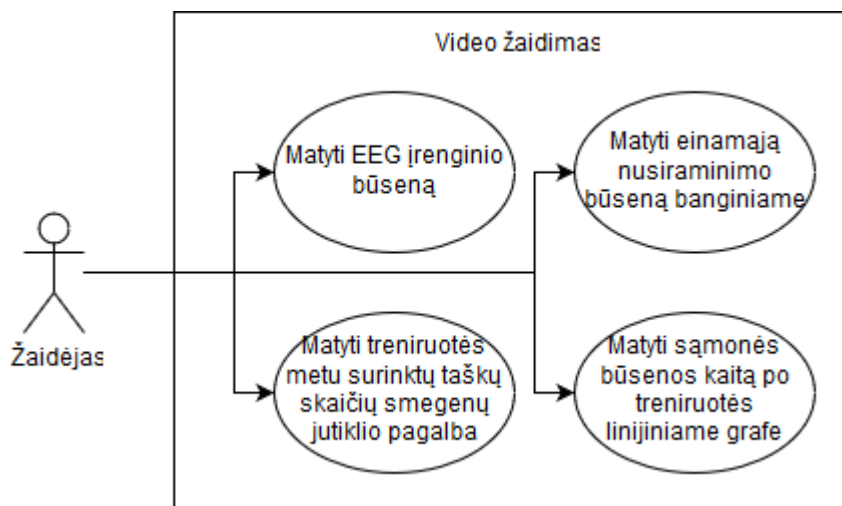 Video žaidimas
Matyti EEG įrenginio
būseną
Matyti einamąją
nusiraminimo
būseną banginiame
Žaidėjas
Matyti treniruotės
metu surinktų taškų
skaičių smegenų
jutiklio pagalba
Matyti sąmonės
būsenos kaitą po
treniruotės
linijiniame grafe